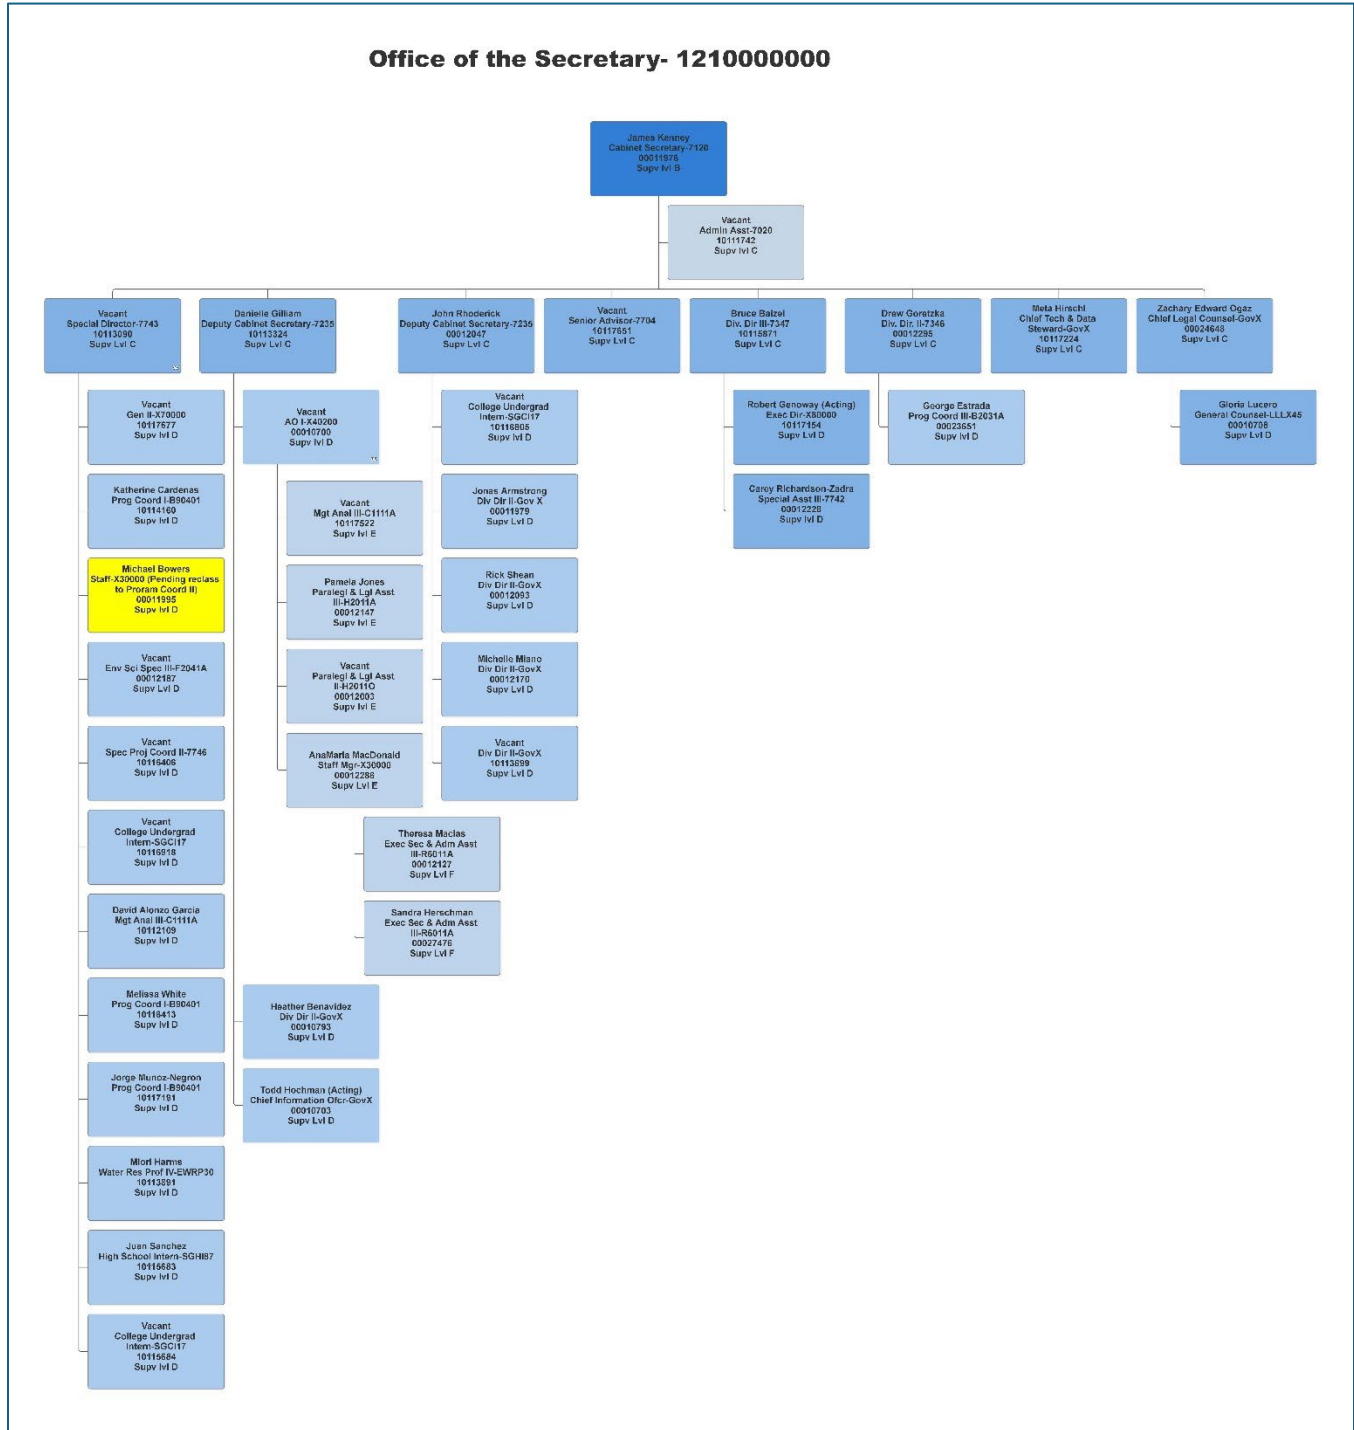 Office of the Secretary- 1210000000
James Kenney
Cabinet Secretary-7120
00011976
Supv lvl B
Vacant
Admin Asst-7020
10111742
Supv lvl C
Vacant
Special Director-7743
10113090
Supv Lvl C
Danielle Gilliam
Deputy Cabinet Secretary-7235
10113324
Supv Lvl C
John Rhoderick
Deputy Cabinet Secretary-7235
00012047
Supv Lvl C
Vacant
Senior Advisor-7704
10117651
Supv lvl C
Bruce Baizel
Div. Dir III-7347
10115871
Supv Lvl C
Drew Goretzka
Div. Dir, II-7346
00012295
Supv Lvl C
Meta Hirschl
Chief Tech & Data
Steward-GovX
10117224
Supv Lvl C
Zachary Edward Ogaz
Chief Legal Counsel-GovX
00024648
Supv Lvl C
Vacant
Gen II-X70000
10117677
Supv lvl D
Katherine Cardenas
Prog Coord I-B90401
10114160
Supv lvl D
Michael Bowers
Staff-X30000 (Pending reclass
to Proram Coord II)
00011995
Supv lvl D
Vacant
Env Sci Spec III-F2041A
00012187
Supv Lvl D
Vacant
Spec Proj Coord II-7746
10116406
Supv lvl D
Vacant
College Undergrad
Intern-SGCI17
10116918
Supv lvl D
David Alonzo Garcia
Mgt Anal III-C1111A
10112109
Supv lvl D
Melissa White
Prog Coord I-B90401
10116413
Supv lvl D
Jorge Munoz-Negron
Prog Coord I-B90401
10117191
Supv lvl D
Miori Harms
Water Res Prof IV-EWRP30
10113891
Supv lvl D
Juan Sanchez
High School Intern-SGHI87
10115683
Supv lvl D
Vacant
College Undergrad
Intern-SGCI17
10115684
Supv lvl D
Vacant
AO I-X40200
00010700
Supv lvl D
Vacant
Mgt Anal III-C1111A
10117522
Supv lvl E
Pamela Jones
Paralegl & Lgl Asst
III-H2011A
00012147
Supv lvl E
Vacant
Paralegl & Lgl Asst
II-H2011O
00012003
Supv lvl E
AnaMaria MacDonald
Staff Mgr-X30000
00012286
Supv Lvl E
Theresa Macias
Exec Sec & Adm Asst
III-R6011A
00012127
Supv Lvl F
Sandra Herschman
Exec Sec & Adm Asst
III-R6011A
00027476
Supv Lvl F
Heather Benavidez
Div Dir II-GovX
00010793
Supv Lvl D
Todd Hochman (Acting)
Chief Information Ofcr-GovX
00010703
Supv Lvl D
Vacant
College Undergrad
Intern-SGCI17
10116805
Supv lvl D
Jonas Armstrong
Div Dir II-Gov X
00011979
Supv Lvl D
Rick Shean
Div Dir II-GovX
00012093
Supv Lvl D
Michelle Miano
Div Dir II-GovX
00012170
Supv Lvl D
Vacant
Div Dir II-GovX
10113699
Supv Lvl D
Robert Genoway (Acting)
Exec Dir-X80000
10117154
Supv Lvl D
Carey Richardson-Zadra
Special Asst III-7742
00012228
Supv lvl D
George Estrada
Prog Coord III-B2031A
00023651
Supv lvl D
Gloria Lucero
General Counsel-LLLX45
00010708
Supv Lvl D